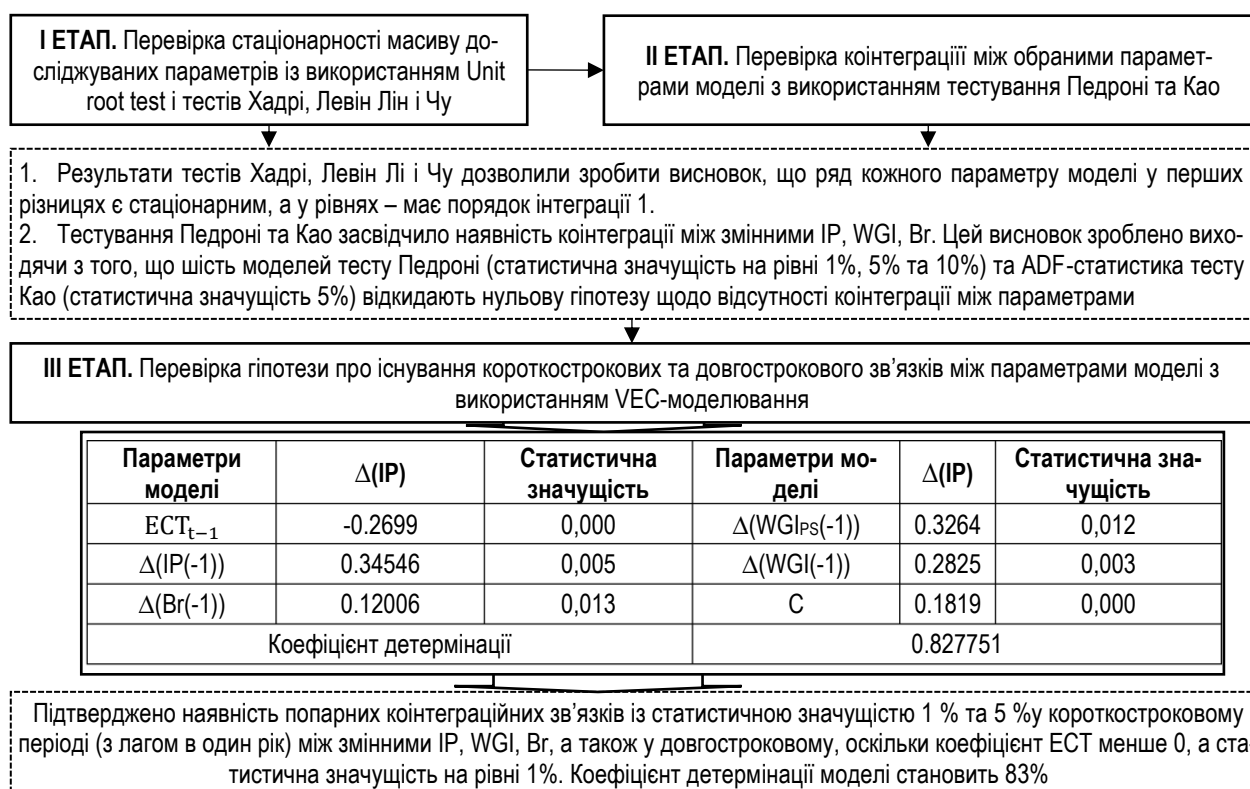 І ЕТАП. Перевірка стаціонарності масиву до-
сліджуваних параметрів із використанням Unit
root test і тестів Хадрі, Левін Лін і Чу
ІІ ЕТАП. Перевірка коінтеграціїї між обраними парамет-
рами моделі з використанням тестування Педроні та Као
1. Результати тестів Хадрі, Левін Лі і Чу дозволили зробити висновок, що ряд кожного параметру моделі у перших
різницях є стаціонарним, а у рівнях – має порядок інтеграції 1.
2. Тестування Педроні та Као засвідчило наявність коінтеграції між змінними IP, WGI, Br. Цей висновок зроблено вихо-
дячи з того, що шість моделей тесту Педроні (статистична значущість на рівні 1%, 5% та 10%) та ADF-статистика тесту
Као (статистична значущість 5%) відкидають нульову гіпотезу щодо відсутності коінтеграції між параметрами
ІІІ ЕТАП. Перевірка гіпотези про існування короткострокових та довгострокового зв’язків між параметрами моделі з
використанням VEC-моделювання
Параметри моделі Δ(IP) Статистична значущість Параметри мо-делі Δ(IP) Статистична зна-чущість
ECTt−1 -0.2699 0,000 Δ(WGIPS(-1)) 0.3264 0,012
Δ(IP(-1)) 0.34546 0,005 Δ(WGI(-1)) 0.2825 0,003
Δ(Br(-1)) 0.12006 0,013 C 0.1819 0,000
Коефіцієнт детермінації 0.827751
Підтверджено наявність попарних коінтеграційних зв’язків із статистичною значущістю 1 % та 5 %у короткостроковому
періоді (з лагом в один рік) між змінними IP, WGI, Br, а також у довгостроковому, оскільки коефіцієнт ECT менше 0, а ста-
тистична значущість на рівні 1%. Коефіцієнт детермінації моделі становить 83%